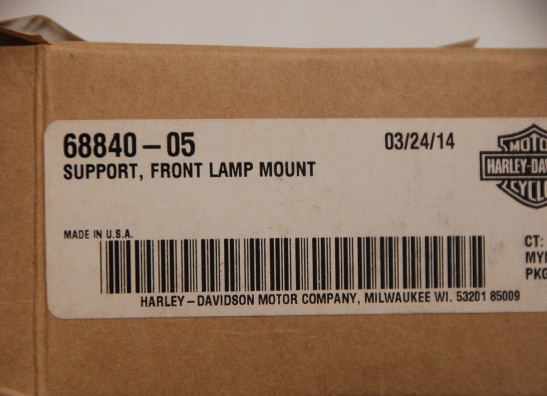 68840-05
03/24/14
SUPPORT, FRONT LAMP MOUNT
MADE IN U.S.A.
HARLEY-DAVIDSON MOTOR COMPANY, MILWAUKEE WI. 53201 85009
CT: